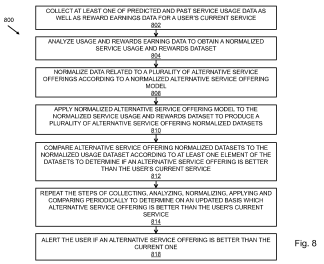 800
COLLECT AT LEAST ONE OF PREDICTED AND PAST SERVICE USAGE DATA AS
WELL AS REWARD EARNINGS DATA FOR A USER'S CURRENT SERVICE
802
ANALYZE USAGE AND REWARDS EARNING DATA TO OBTAIN A NORMALIZED
SERVICE USAGE AND REWARDS DATASET
804
NORMALIZE DATA RELATED TO A PLURALITY OF ALTERNATIVE SERVICE
OFFERINGS ACCORDING TO A NORMALIZED ALTERNATIVE SERVICE OFFERING
MODEL
808
APPLY NORMALIZED ALTERNATIVE SERVICE OFFERING MODEL TO THE
NORMALIZED SERVICE USAGE AND REWARDS DATASET TO PRODUCE A
PLURALITY OF ALTERNATIVE SERVICE OFFERING NORMALIZED DATASETS
810
COMPARE ALTERNATIVE SERVICE OFFERING NORMALIZED DATASETS TO THE
NORMALIZED USAGE DATASET ACCORDING TO AT LEAST ONE ELEMENT OF THE
DATASETS TO DETERMINE IF AN ALTERNATIVE SERVICE OFFERING IS BETTER
THAN THE USER'S CURRENT SERVICE
812
REPEAT THE STEPS OF COLLECTING, ANALYZING, NORMALIZING, APPLYING AND
COMPARING PERIODICALLY TO DETERMINE ON AN UPDATED BASIS WHICH
ALTERNATIVE SERVICE OFFERING IS BETTER THAN THE USER'S CURRENT
SERVICE
814
ALERT THE USER IF AN ALTERNATIVE SERVICE OFFERING IS BETTER THAN THE
CURRENT ONE
818
Fig. 8